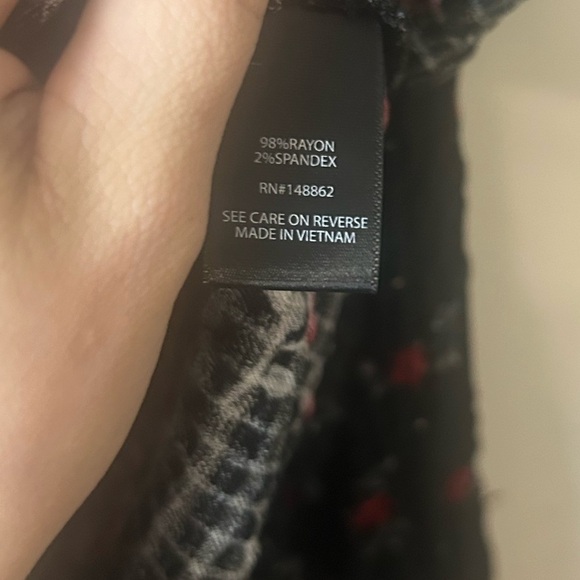 98%RAYON
2%SPANDEX
RN#148862
SEE CARE ON REVERSE
MADE IN VIETNAM